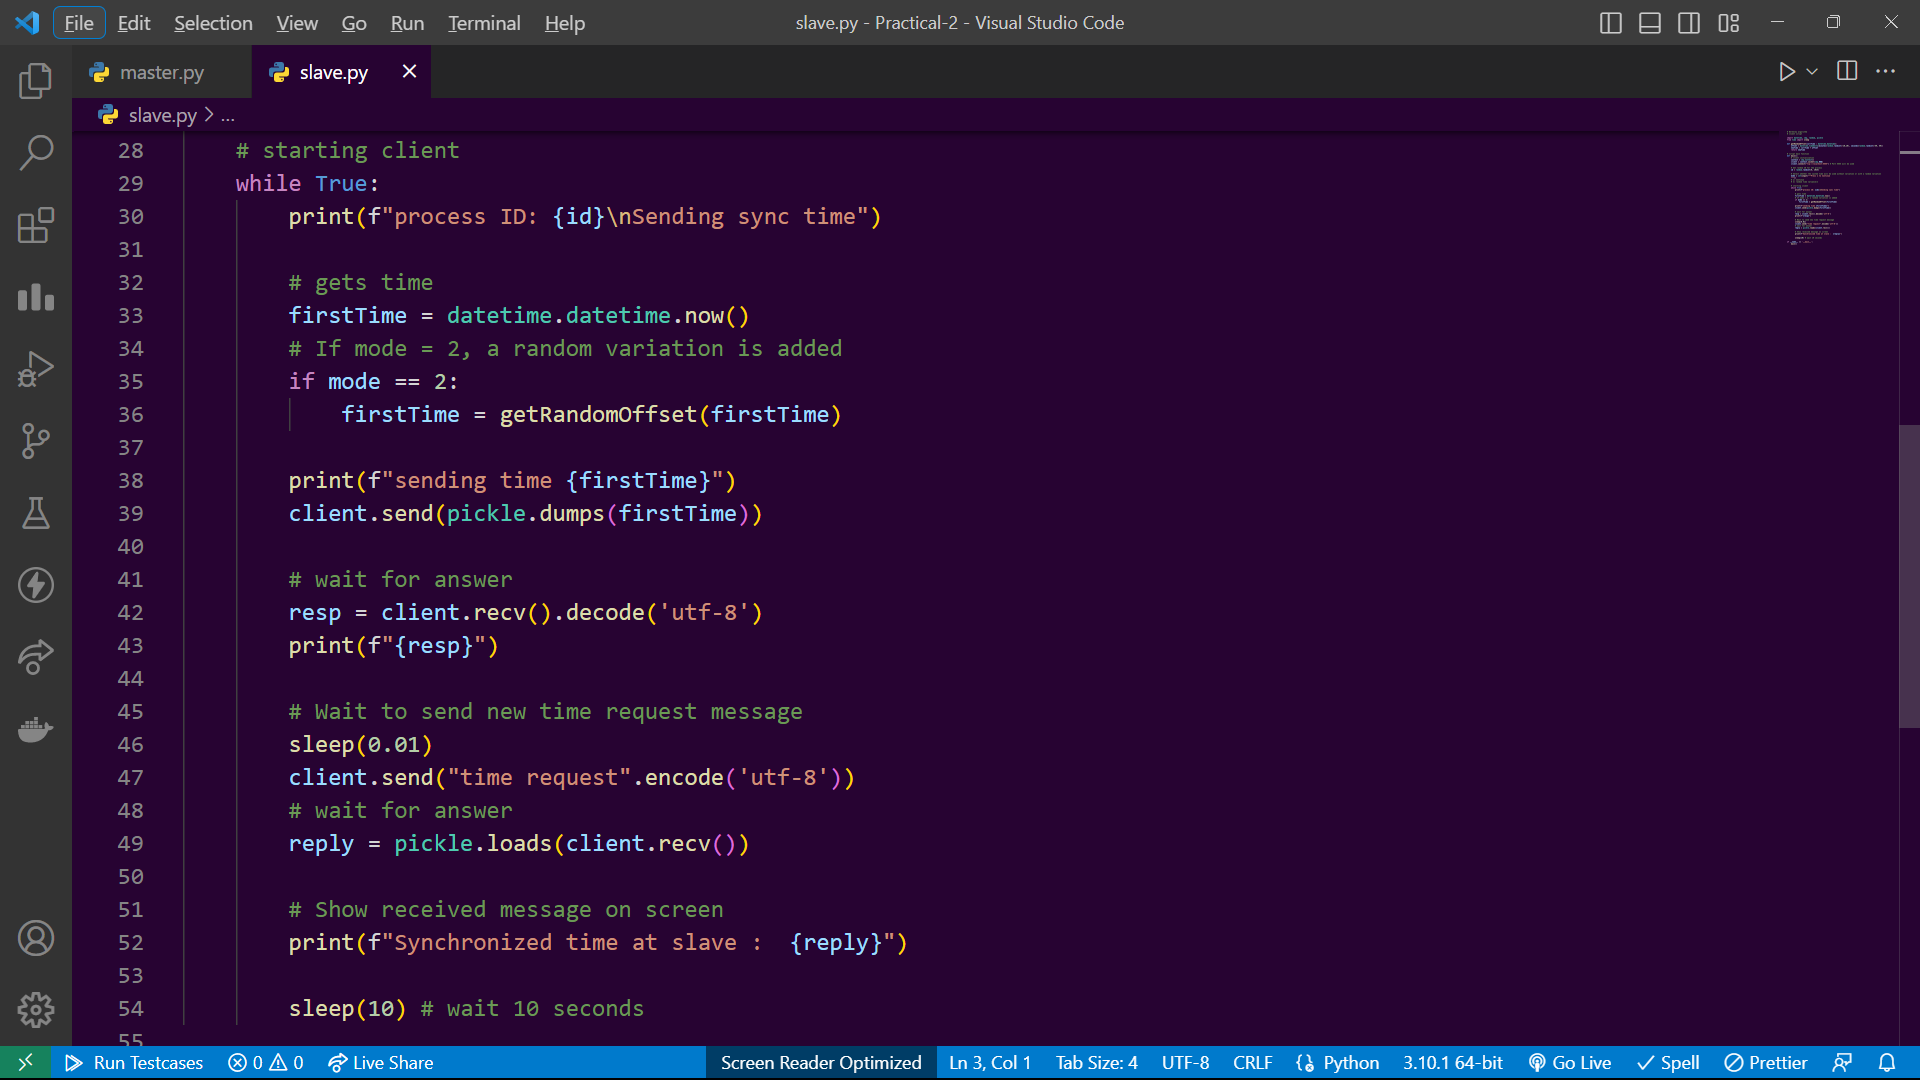 File Edit Selection View Go Run Terminal Help slave.py - Practical-2 - Visual Studio Code
master.py slave.py
slave.py > ...
28 # starting client
29 while True:
30 print(f"process ID: {id}\nSending sync time")
31
32 # gets time
33 firstTime = datetime.datetime.now()
34 # If mode = 2, a random variation is added
35 if mode == 2:
36 firstTime = getRandomOffset(firstTime)
37
38 print(f"sending time {firstTime}")
39 client.send(pickle.dumps(firstTime))
40
41 # wait for answer
42 resp = client.recv().decode('utf-8')
43 print(f"{resp}")
44
45 # Wait to send new time request message
46 sleep(0.01)
47 client.send("time request".encode('utf-8'))
48 # wait for answer
49 reply = pickle.loads(client.recv())
50
51 # Show received message on screen
52 print(f"Synchronized time at slave :  {reply}")
53
54 sleep(10) # wait 10 seconds
55
Run Testcases 0 0 Live Share Screen Reader Optimized Ln 3, Col 1 Tab Size: 4 UTF-8 CRLF Python 3.10.1 64-bit Go Live Spell Prettier